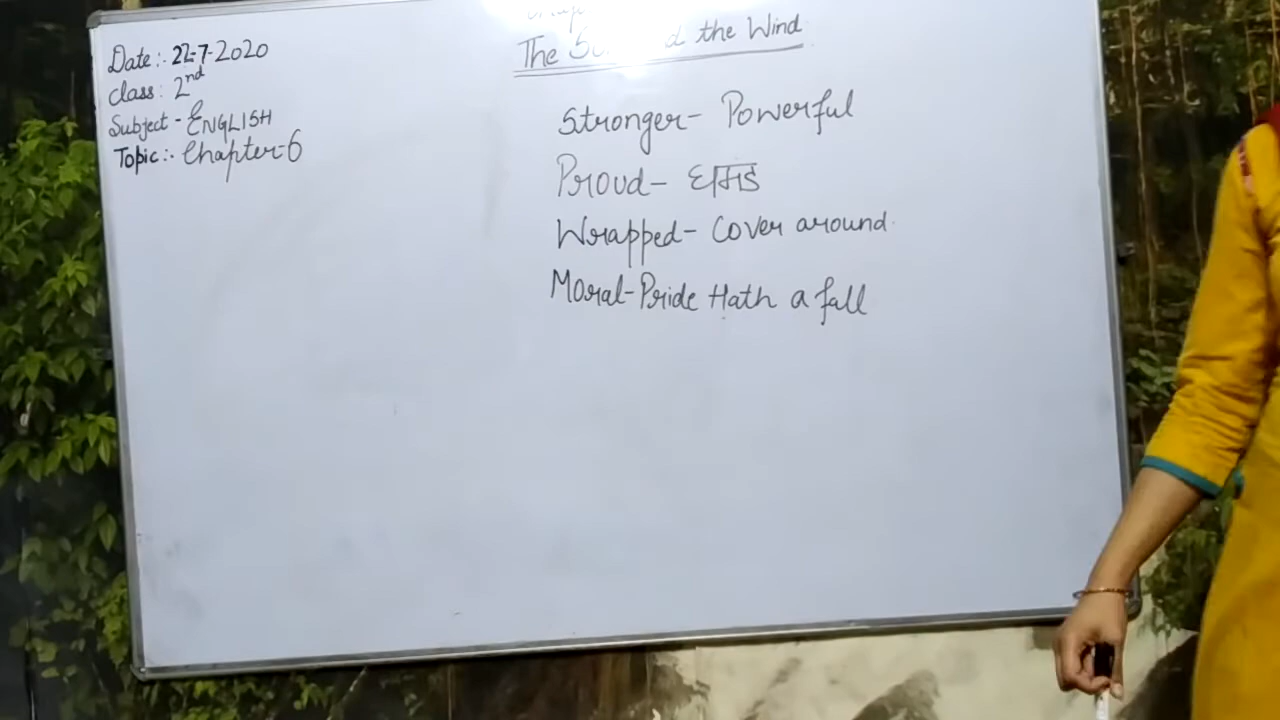 Date:- 22-7-2020
Class: 2nd
Subject - ENGLISH
Topic:- Chapter-6
The d the Wind
Stronger- Powerful
Proud- घमंड
Wrapped- Cover around.
Moral-Pride Hath a fall